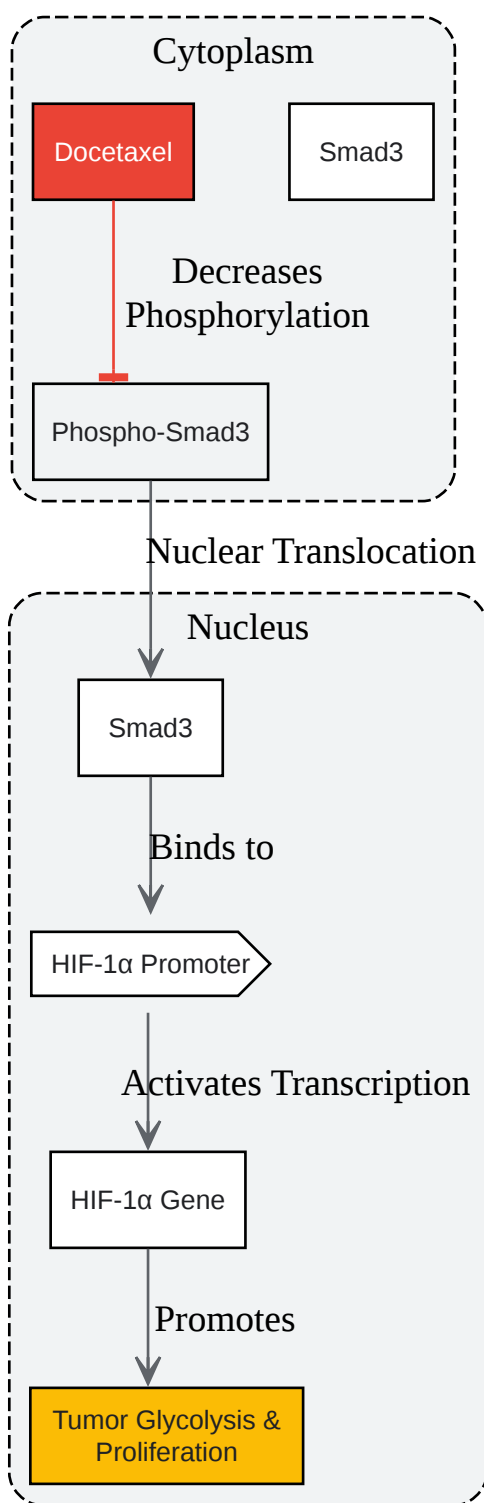 Cytoplasm
Docetaxel
Smad3
Decreases
Phosphorylation
Phospho-Smad3
Nuclear Translocation
Nucleus
Smad3
Binds to
HIF-1α Promoter
Activates Transcription
HIF-1α Gene
Promotes
Tumor Glycolysis &
Proliferation